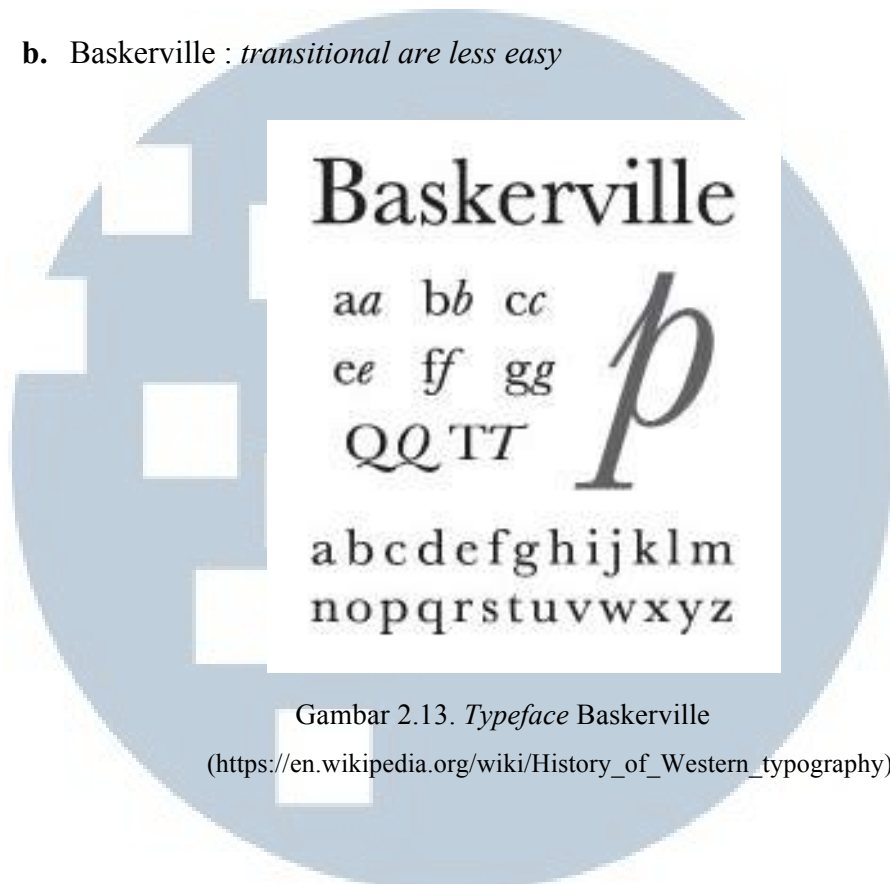 b. Baskerville : transitional are less easy
Baskerville
aa bb cc
ee ff gg
QQ TT
p
abcdefghijklm
nopqrstuvwxyz
Gambar 2.13. Typeface Baskerville
(https://en.wikipedia.org/wiki/History_of_Western_typography)